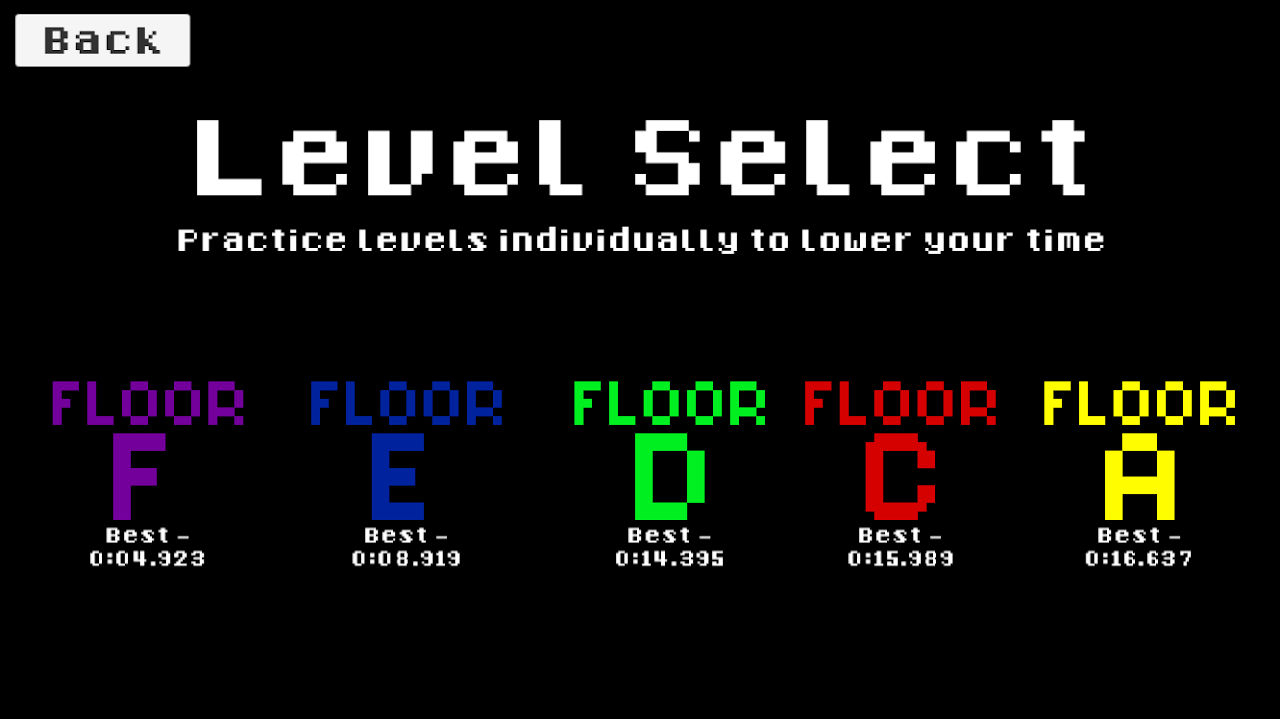 Back
Level Select
Practice levels individually to lower your time
FLOOR FLOOR FLOOR FLOOR FLOOR
F E D C A
Best - Best - Best - Best - Best -
0:04.923 0:08.919 0:14.395 0:15.989 0:16.637